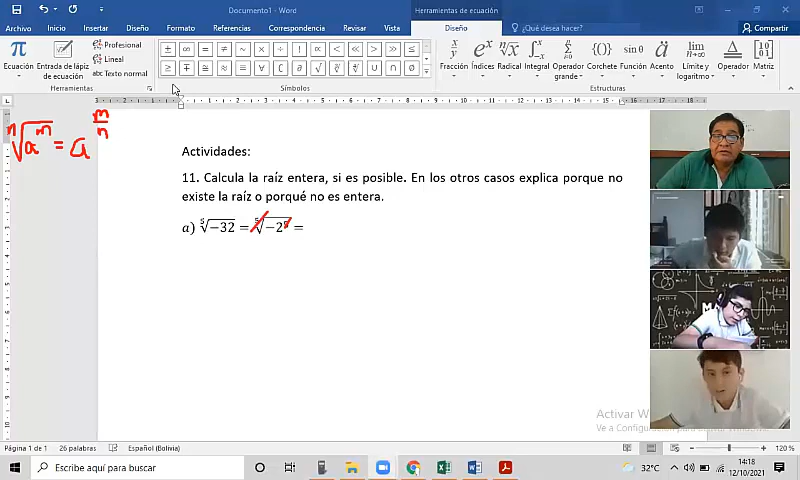 Documento1 - Word
Herramientas de ecuación
Archivo Inicio Insertar Diseño Formato Referencias Correspondencia Revisar Vista Diseño ¿Qué desea hacer? Compartir
Ecuación
Entrada de lápiz de ecuación
Profesional
Lineal
abc Texto normal
Herramientas
± ∞ = ≠ ~ × ÷ ! ∝ < ≪ > ≫ ≤
≥ ∓ ≅ ≈ ≡ ∀ ∁ ∂ √ ∛ ∜ ∪ ∩ ∅
Símbolos
Fracción Índices Radical Integral Operador grande Corchete Función Acento Límite y logaritmo Operador Matriz
Estructuras
ⁿ√aᵐ = a^(m/n)
Actividades:
11. Calcula la raíz entera, si es posible. En los otros casos explica porque no
existe la raíz o porqué no es entera.
a) ⁵√−32 = ⁵√−2⁵ =
Página 1 de 1 26 palabras Español (Bolivia) 120 %
Escribe aquí para buscar
32°C
14:18
12/10/2021